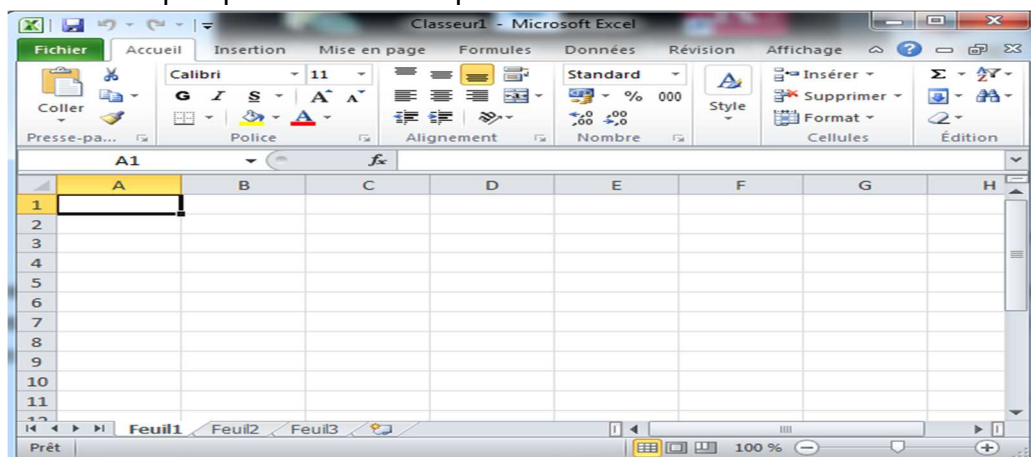 Classeur1 - Microsoft Excel
Fichier Accueil Insertion Mise en page Formules Données Révision Affichage
Calibri 11 Standard Insérer Σ
Coller G I S A A % 000 Style Supprimer
A Format
Presse-pa... Police Alignement Nombre Cellules Édition
A1 fx
A B C D E F G H
1
2
3
4
5
6
7
8
9
10
11
Feuil1 Feuil2 Feuil3
Prêt 100 %